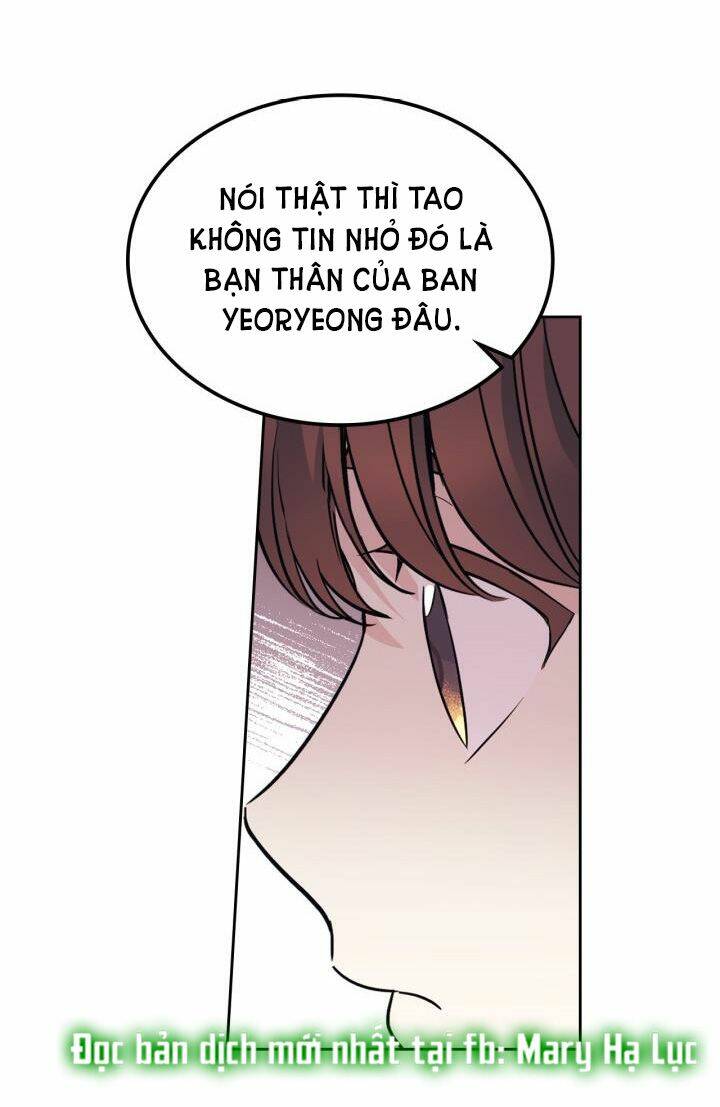 NÓI THẬT THÌ TAO
KHÔNG TIN NHỎ ĐÓ LÀ
BẠN THÂN CỦA BAN
YEORYEONG ĐÂU.
Đọc bản dịch mới nhất tại fb: Mary Hạ Lục